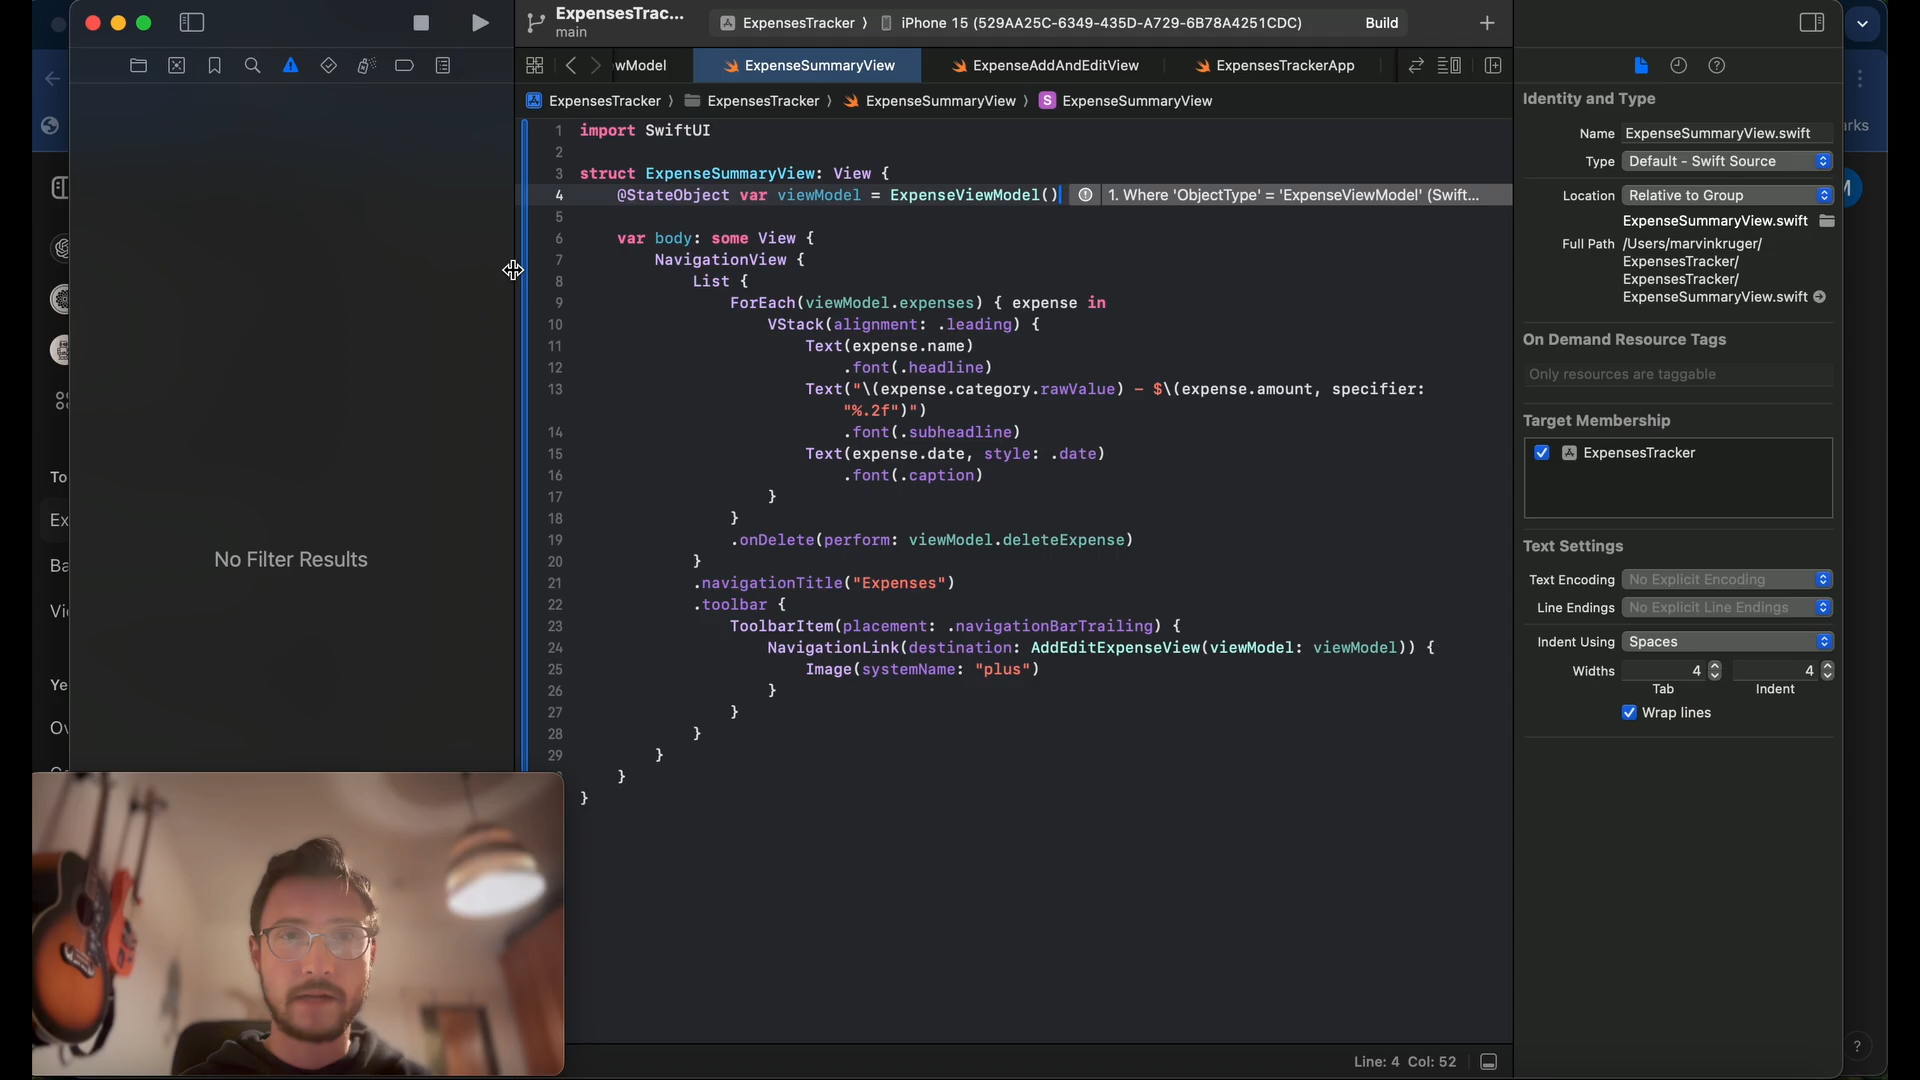 ExpensesTrac...
main
ExpensesTracker
iPhone 15 (529AA25C-6349-435D-A729-6B78A4251CDC)
Build
wModel
ExpenseSummaryView
ExpenseAddAndEditView
ExpensesTrackerApp
ExpensesTracker
ExpensesTracker
ExpenseSummaryView
S
ExpenseSummaryView
1 import SwiftUI
2
3 struct ExpenseSummaryView: View {
4 @StateObject var viewModel = ExpenseViewModel()
1. Where 'ObjectType' = 'ExpenseViewModel' (Swift...
5
6 var body: some View {
7 NavigationView {
8 List {
9 ForEach(viewModel.expenses) { expense in
10 VStack(alignment: .leading) {
11 Text(expense.name)
12 .font(.headline)
13 Text("\(expense.category.rawValue) - $\(expense.amount, specifier:
"%.2f")")
14 .font(.subheadline)
15 Text(expense.date, style: .date)
16 .font(.caption)
17 }
18 }
19 .onDelete(perform: viewModel.deleteExpense)
20 }
21 .navigationTitle("Expenses")
22 .toolbar {
23 ToolbarItem(placement: .navigationBarTrailing) {
24 NavigationLink(destination: AddEditExpenseView(viewModel: viewModel)) {
25 Image(systemName: "plus")
26 }
27 }
28 }
29 }
}
}
No Filter Results
To
Ex
Ba
Vi
Ye
Ov
Line: 4 Col: 52
Identity and Type
Name ExpenseSummaryView.swift
Type Default - Swift Source
Location Relative to Group
ExpenseSummaryView.swift
Full Path /Users/marvinkruger/
ExpensesTracker/
ExpensesTracker/
ExpenseSummaryView.swift
On Demand Resource Tags
Only resources are taggable
Target Membership
ExpensesTracker
Text Settings
Text Encoding No Explicit Encoding
Line Endings No Explicit Line Endings
Indent Using Spaces
Widths 4 4
Tab Indent
Wrap lines
rks
?